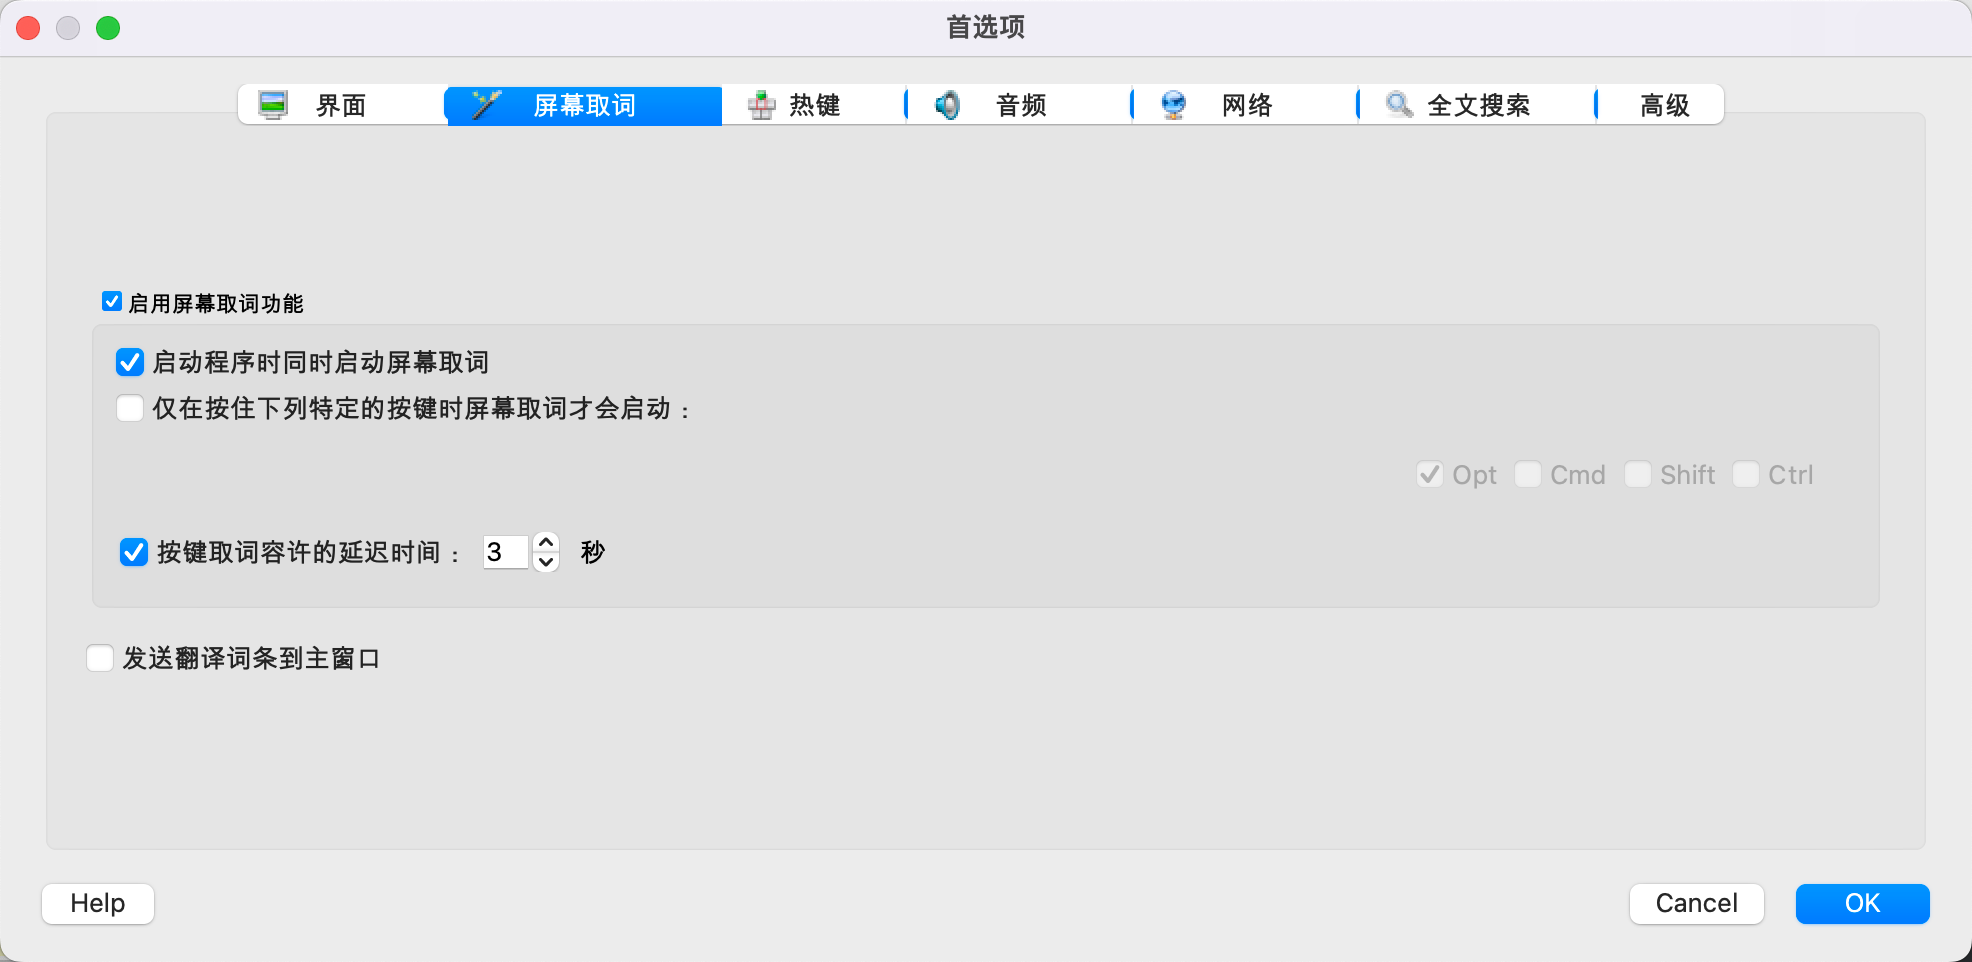 首选项
界面 屏幕取词 热键 音频 网络 全文搜索 高级
启用屏幕取词功能
启动程序时同时启动屏幕取词
仅在按住下列特定的按键时屏幕取词才会启动：
Opt Cmd Shift Ctrl
按键取词容许的延迟时间： 3 秒
发送翻译词条到主窗口
Help Cancel OK